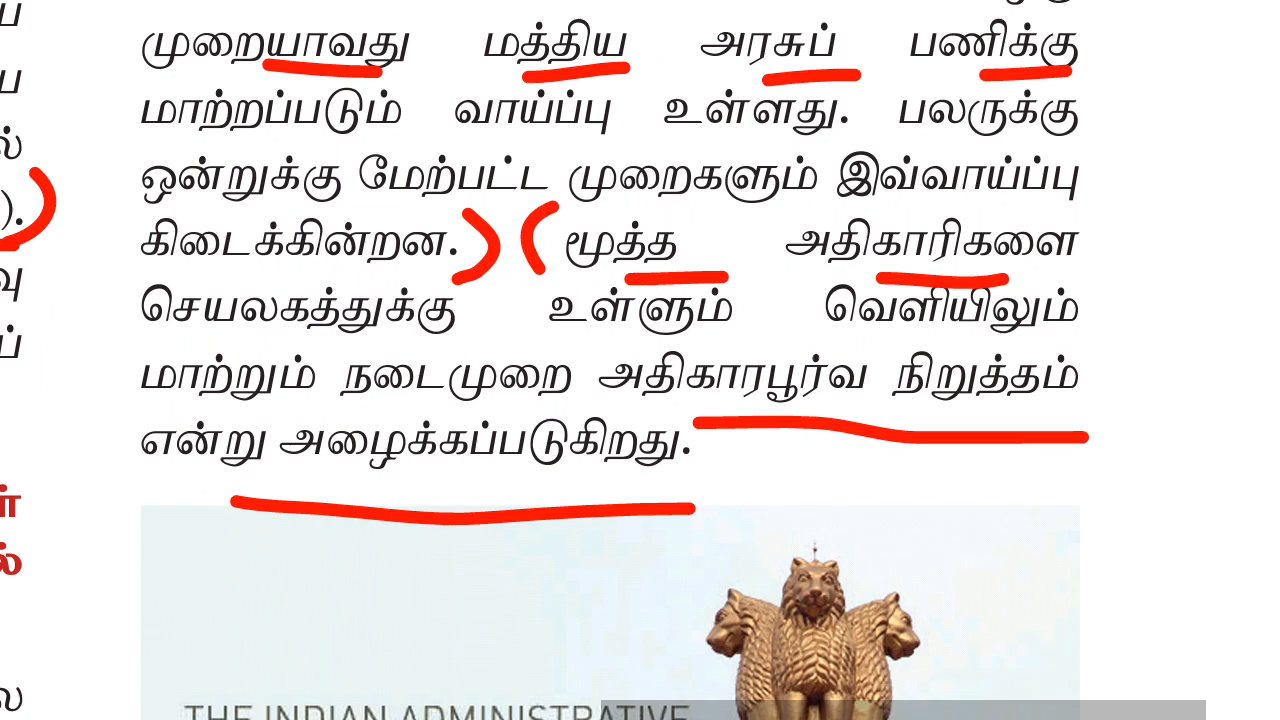 முறையாவது மத்திய அரசுப் பணிக்கு
மாற்றப்படும் வாய்ப்பு உள்ளது. பலருக்கு
ஒன்றுக்கு மேற்பட்ட முறைகளும் இவ்வாய்ப்பு
கிடைக்கின்றன. மூத்த அதிகாரிகளை
செயலகத்துக்கு உள்ளும் வெளியிலும்
மாற்றும் நடைமுறை அதிகாரபூர்வ நிறுத்தம்
என்று அழைக்கப்படுகிறது.
THE INDIAN ADMINISTRATIVE